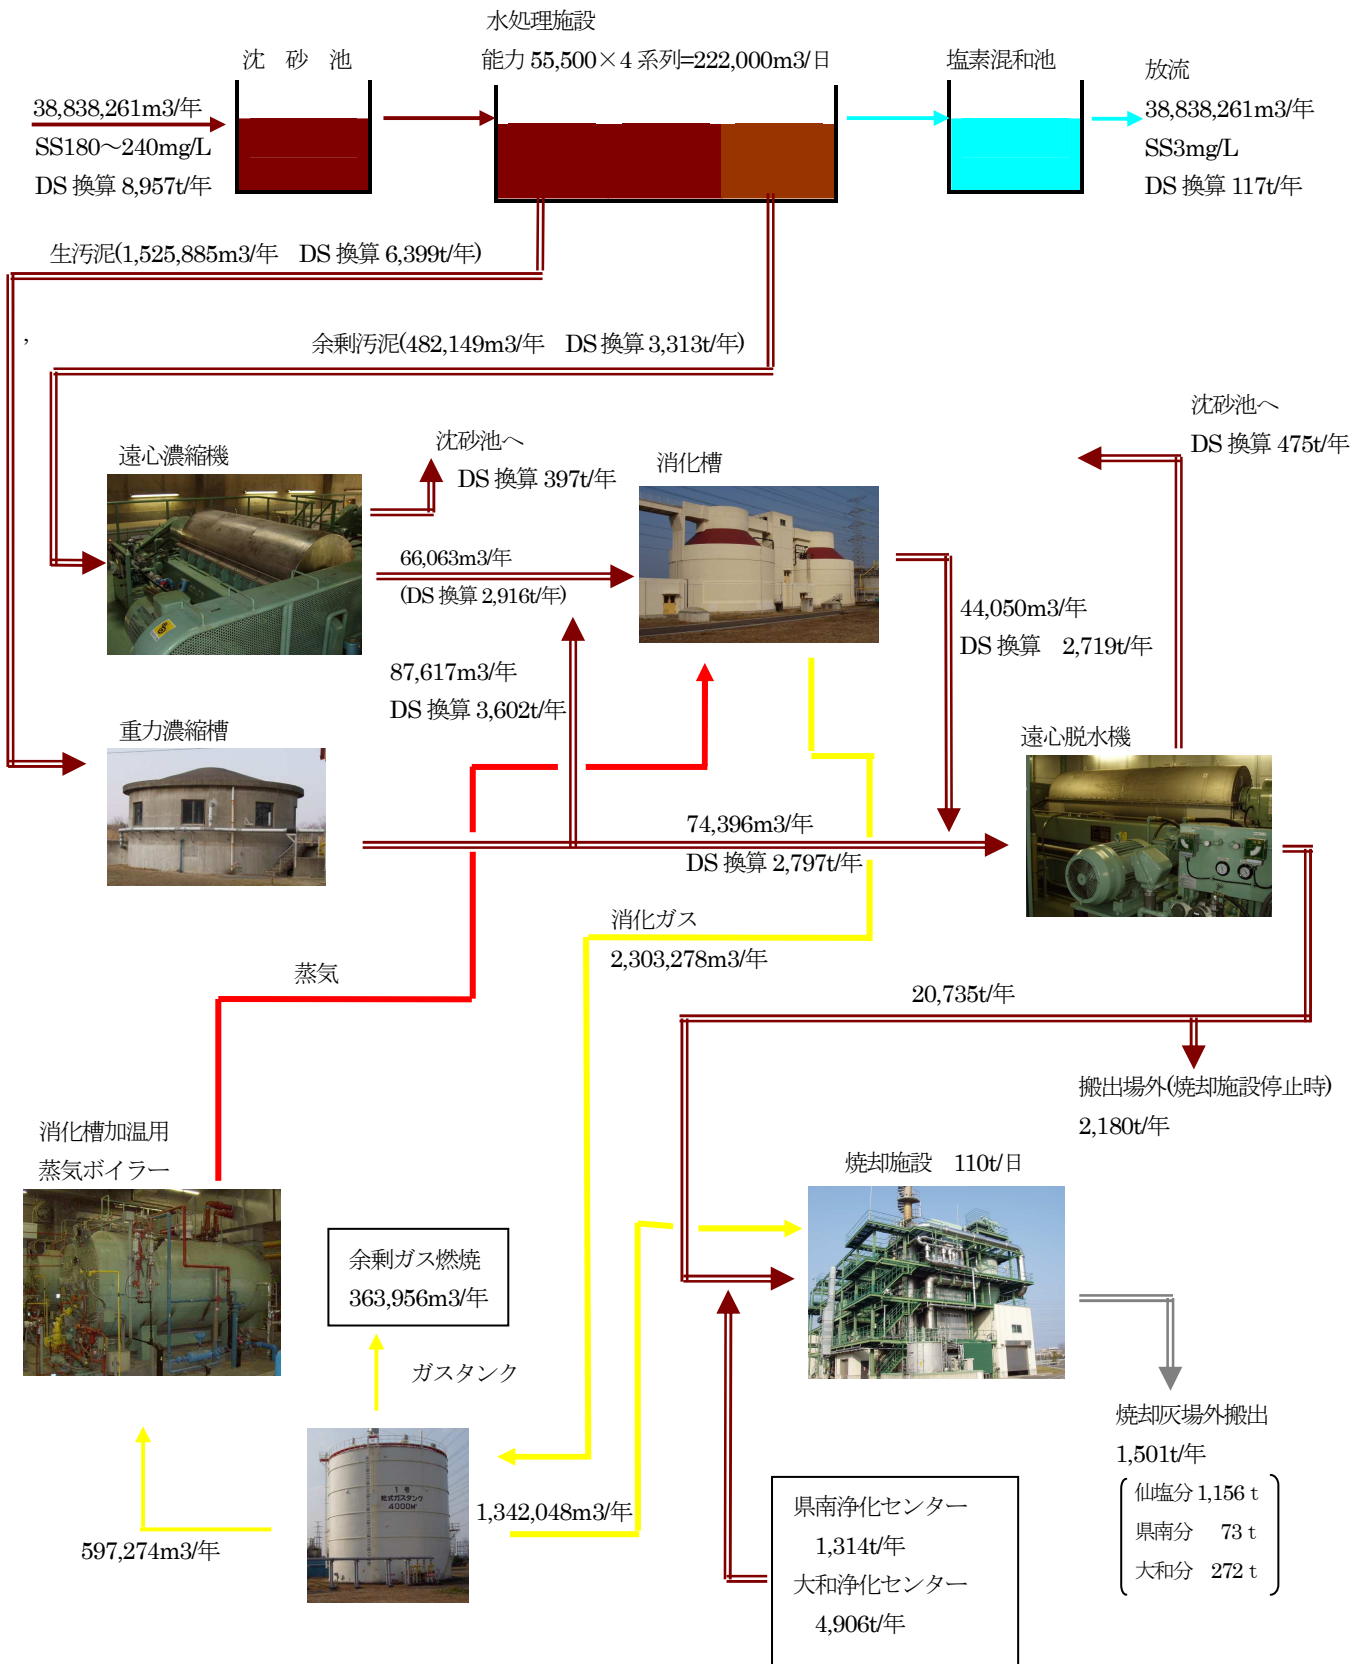 水処理施設
沈 砂 池
能力 55,500×4 系列=222,000m3/日
塩素混和池
放流
38,838,261m3/年
SS180～240mg/L
DS 換算 8,957t/年
38,838,261m3/年
SS3mg/L
DS 換算 117t/年
生汚泥(1,525,885m3/年　DS 換算 6,399t/年)
,
余剰汚泥(482,149m3/年　DS 換算 3,313t/年)
沈砂池へ
DS 換算 475t/年
遠心濃縮機
沈砂池へ
DS 換算 397t/年
消化槽
66,063m3/年
(DS 換算 2,916t/年)
44,050m3/年
DS 換算　2,719t/年
87,617m3/年
DS 換算 3,602t/年
重力濃縮槽
遠心脱水機
74,396m3/年
DS 換算 2,797t/年
消化ガス
2,303,278m3/年
蒸気
20,735t/年
搬出場外(焼却施設停止時)
2,180t/年
消化槽加温用
蒸気ボイラー
焼却施設　110t/日
余剰ガス燃焼
363,956m3/年
ガスタンク
1号
乾式ガスタンク
4000M³
1,342,048m3/年
597,274m3/年
県南浄化センター
1,314t/年
大和浄化センター
4,906t/年
焼却灰場外搬出
1,501t/年
仙塩分 1,156 t
県南分　73 t
大和分　272 t